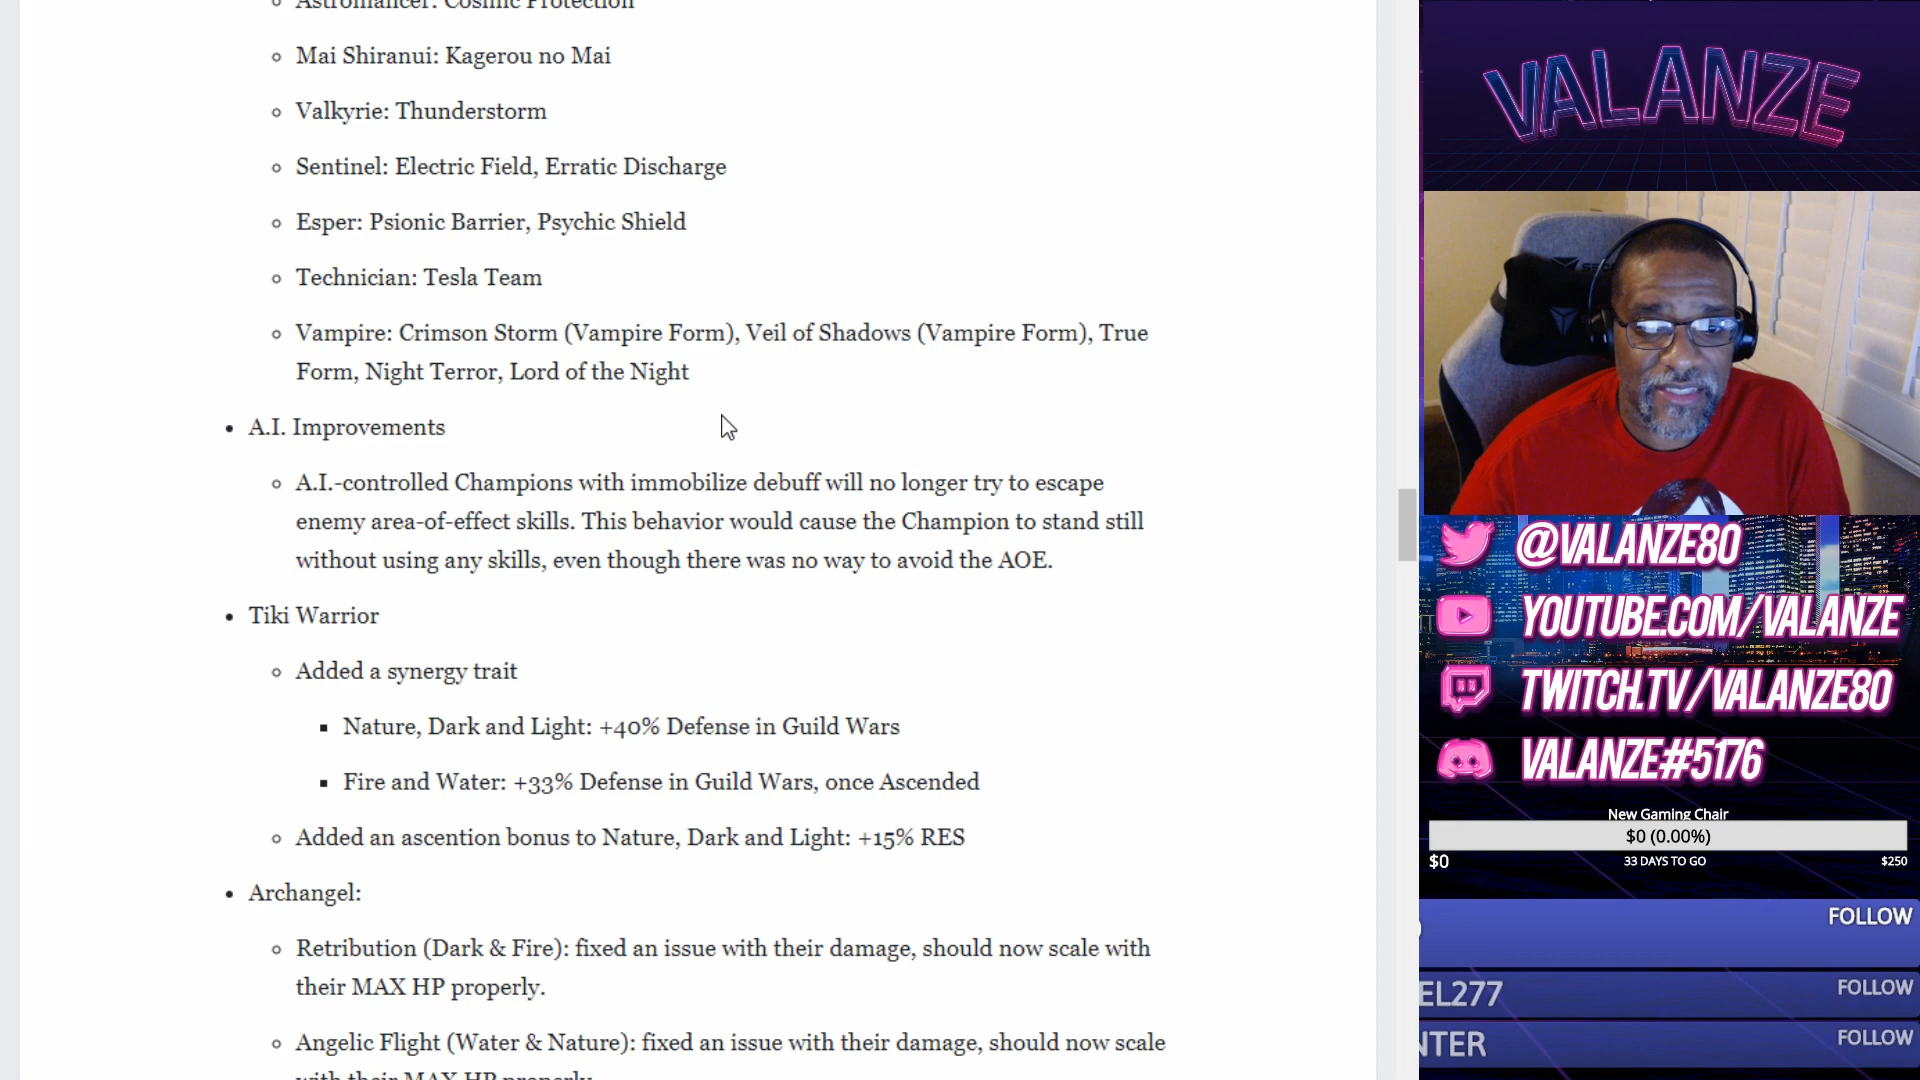 Astromancer: Cosmic Protection
Mai Shiranui: Kagerou no Mai
Valkyrie: Thunderstorm
Sentinel: Electric Field, Erratic Discharge
Esper: Psionic Barrier, Psychic Shield
Technician: Tesla Team
Vampire: Crimson Storm (Vampire Form), Veil of Shadows (Vampire Form), True
Form, Night Terror, Lord of the Night
A.I. Improvements
A.I.-controlled Champions with immobilize debuff will no longer try to escape
enemy area-of-effect skills. This behavior would cause the Champion to stand still
without using any skills, even though there was no way to avoid the AOE.
Tiki Warrior
Added a synergy trait
Nature, Dark and Light: +40% Defense in Guild Wars
Fire and Water: +33% Defense in Guild Wars, once Ascended
Added an ascention bonus to Nature, Dark and Light: +15% RES
Archangel:
Retribution (Dark & Fire): fixed an issue with their damage, should now scale with
their MAX HP properly.
Angelic Flight (Water & Nature): fixed an issue with their damage, should now scale
with their MAX HP properly.
VALANZE
@VALANZE80
YOUTUBE.COM/VALANZE
TWITCH.TV/VALANZE80
VALANZE#5176
New Gaming Chair
$0 (0.00%)
$0 33 DAYS TO GO $250
FOLLOW
EL277 FOLLOW
NTER FOLLOW